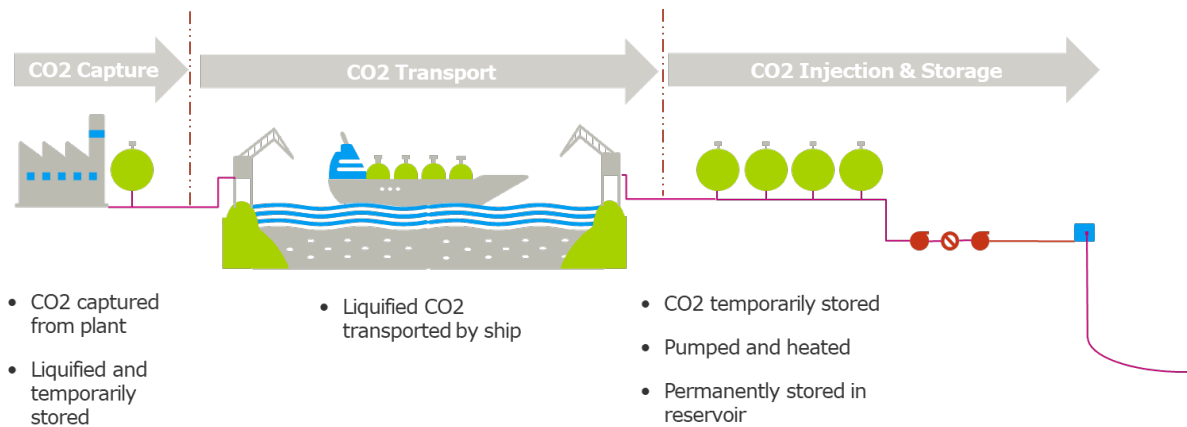 CO2 Capture
CO2 Transport
CO2 Injection & Storage
• CO2 captured
from plant
• Liquified and
temporarily
stored
• Liquified CO2
transported by ship
• CO2 temporarily stored
• Pumped and heated
• Permanently stored in
reservoir